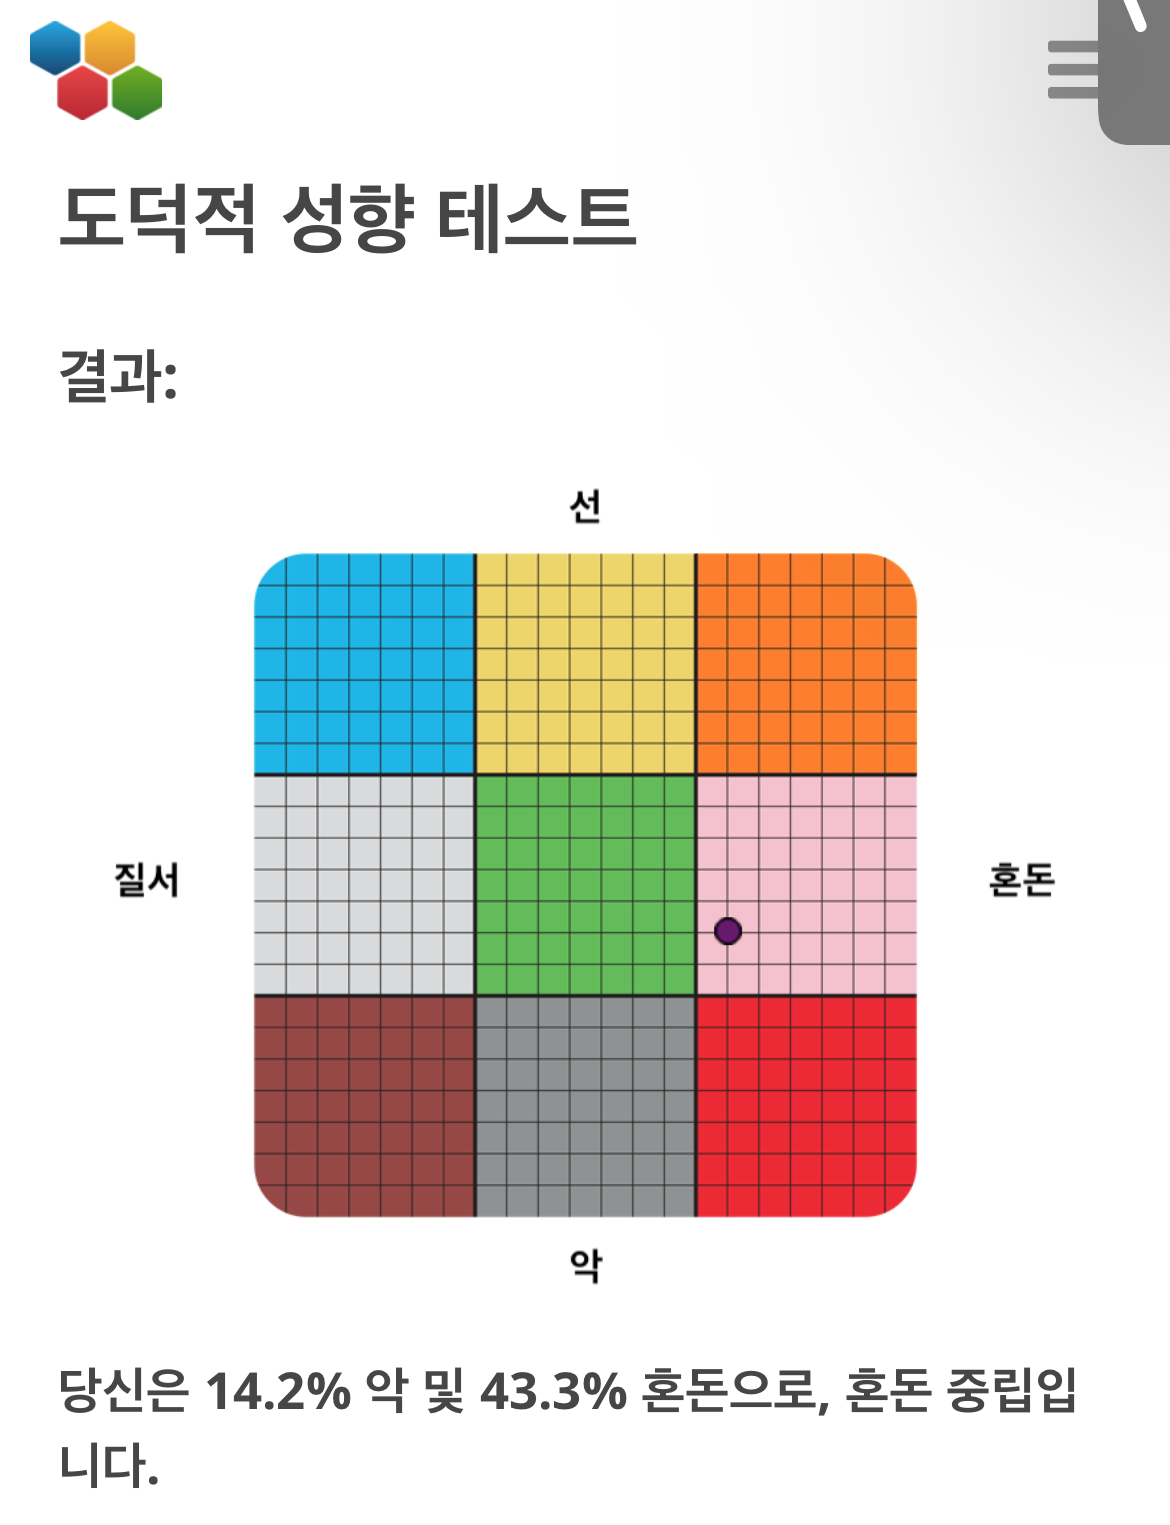 도덕적 성향 테스트
결과:
선
질서
혼돈
악
당신은 14.2% 악 및 43.3% 혼돈으로, 혼돈 중립입
니다.